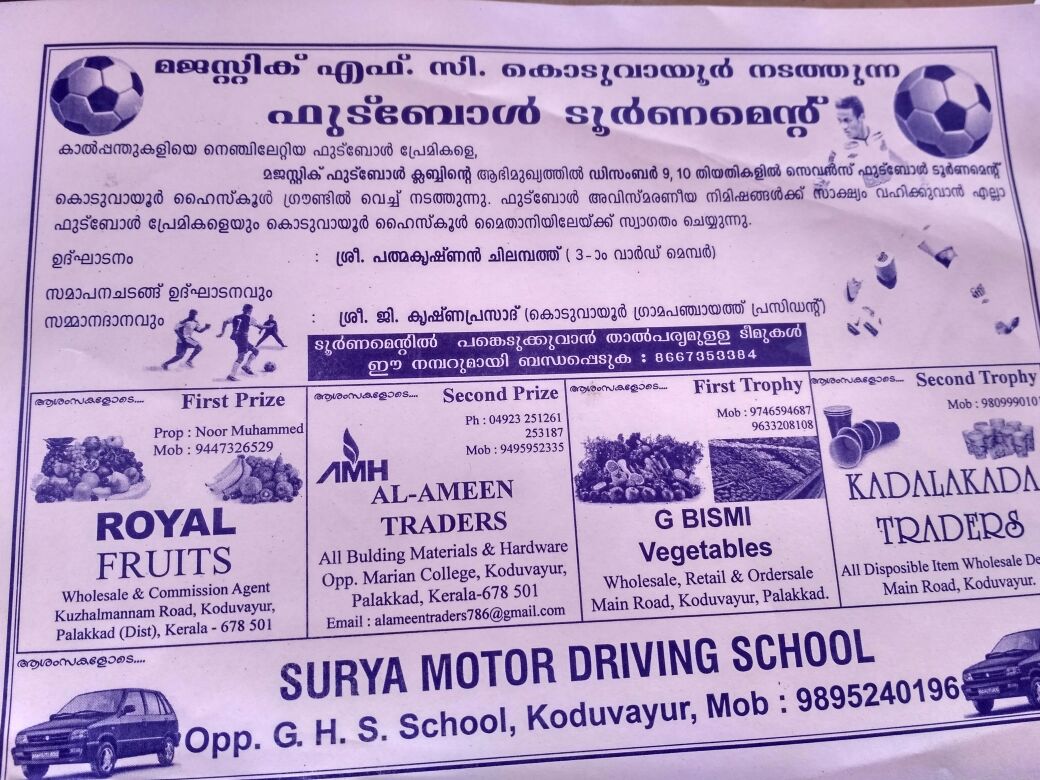 മജസ്റ്റിക് എഫ്. സി. കൊടുവായൂർ നടത്തുന്ന
ഫുട്ബോൾ ടൂർണമെന്റ്
കാൽപ്പന്തുകളിയെ നെഞ്ചിലേറ്റിയ ഫുട്ബോൾ പ്രേമികളെ,
മജസ്റ്റിക് ഫുട്ബോൾ ക്ലബ്ബിന്റെ ആഭിമുഖ്യത്തിൽ ഡിസംബർ 9, 10 തിയതികളിൽ സെവൻസ് ഫുട്ബോൾ ടൂർണമെന്റ്
കൊടുവായൂർ ഹൈസ്കൂൾ ഗ്രൗണ്ടിൽ വെച്ച് നടത്തുന്നു. ഫുട്ബോൾ അവിസ്മരണീയ നിമിഷങ്ങൾക്ക് സാക്ഷ്യം വഹിക്കുവാൻ എല്ലാ
ഫുട്ബോൾ പ്രേമികളെയും കൊടുവായൂർ ഹൈസ്കൂൾ മൈതാനിയിലേയ്ക്ക് സ്വാഗതം ചെയ്യുന്നു.
ഉദ്ഘാടനം : ശ്രീ. പത്മകൃഷ്ണൻ ചിലമ്പത്ത് ( 3-ാം വാർഡ് മെമ്പർ)
സമാപനചടങ്ങ് ഉദ്ഘാടനവും
സമ്മാനദാനവും : ശ്രീ. ജി. കൃഷ്ണപ്രസാദ് (കൊടുവായൂർ ഗ്രാമപഞ്ചായത്ത് പ്രസിഡന്റ്)
ടൂർണമെന്റിൽ പങ്കെടുക്കുവാൻ താൽപര്യമുള്ള ടീമുകൾ
ഈ നമ്പറുമായി ബന്ധപ്പെടുക : 8667353384
ആശംസകളോടെ.... First Prize
Prop : Noor Muhammed
Mob : 9447326529
ROYAL
FRUITS
Wholesale & Commission Agent
Kuzhalmannam Road, Koduvayur,
Palakkad (Dist), Kerala - 678 501
ആശംസകളോടെ.... Second Prize
Ph : 04923 251261
253187
Mob : 9495952335
AMH
AL-AMEEN
TRADERS
All Bulding Materials & Hardware
Opp. Marian College, Koduvayur,
Palakkad, Kerala-678 501
Email : alameentraders786@gmail.com
ആശംസകളോടെ.... First Trophy
Mob : 9746594687
9633208108
G BISMI
Vegetables
Wholesale, Retail & Ordersale
Main Road, Koduvayur, Palakkad.
ആശംസകളോടെ.... Second Trophy
Mob :
KADALAKADA
TRADERS
All Disposible Item Wholesale
Main Road, Koduvayur.
ആശംസകളോടെ....
SURYA MOTOR DRIVING SCHOOL
Opp. G. H. S. School, Koduvayur, Mob : 9895240196